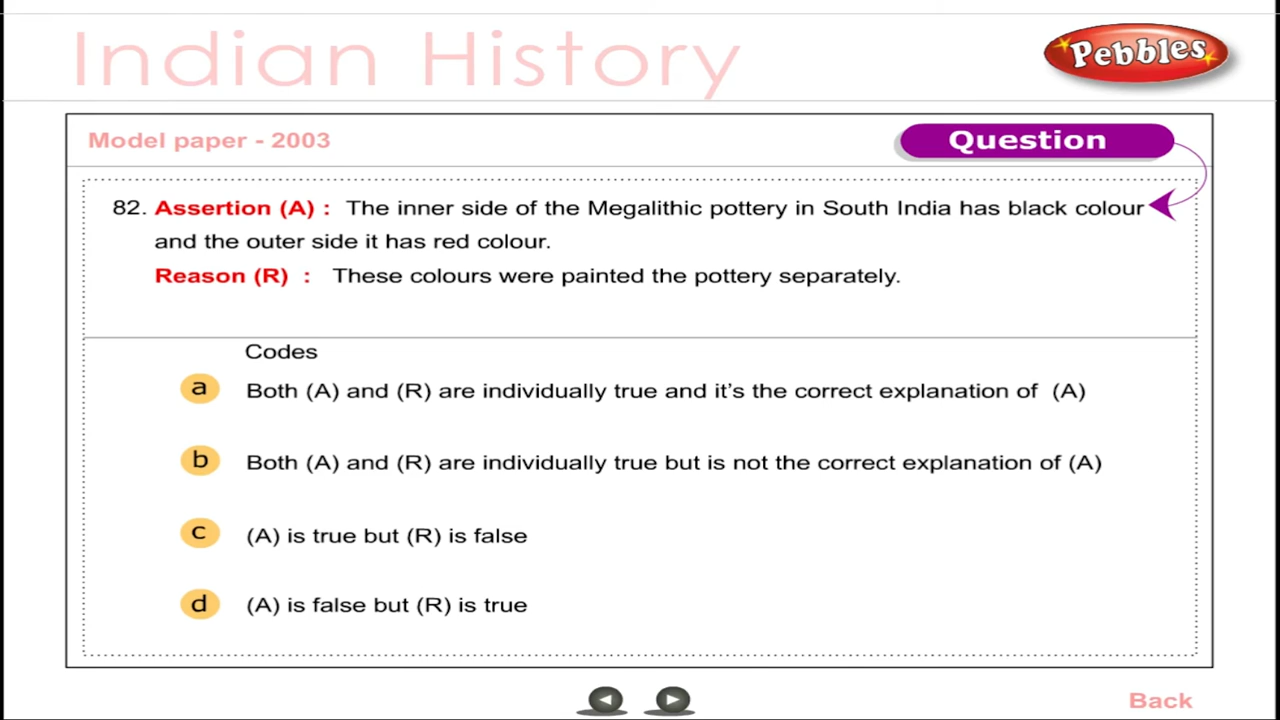 Indian History
Pebbles
Model paper - 2003
Question
82. Assertion (A) : The inner side of the Megalithic pottery in South India has black colour
and the outer side it has red colour.
Reason (R) : These colours were painted the pottery separately.
Codes
a Both (A) and (R) are individually true and it's the correct explanation of (A)
b Both (A) and (R) are individually true but is not the correct explanation of (A)
c (A) is true but (R) is false
d (A) is false but (R) is true
Back